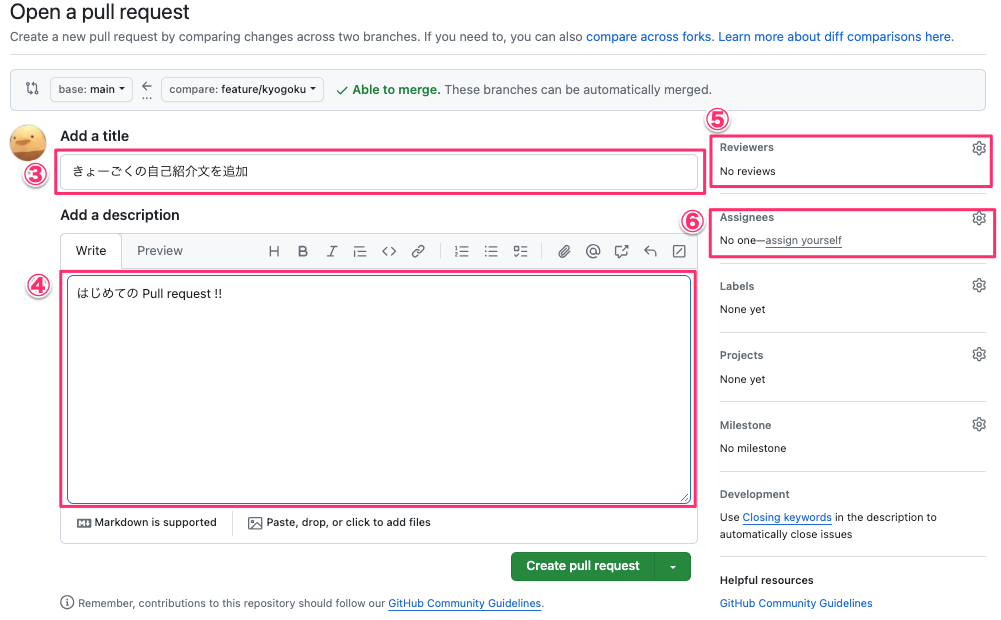 Open a pull request
Create a new pull request by comparing changes across two branches. If you need to, you can also compare across forks. Learn more about diff comparisons here.
base: main
compare: feature/kyogoku
Able to merge. These branches can be automatically merged.
Add a title
③
きょーごくの自己紹介文を追加
Add a description
Write Preview
④
はじめての Pull request !!
Markdown is supported
Paste, drop, or click to add files
Create pull request
Remember, contributions to this repository should follow our GitHub Community Guidelines.
⑤
Reviewers
No reviews
⑥
Assignees
No one—assign yourself
Labels
None yet
Projects
None yet
Milestone
No milestone
Development
Use Closing keywords in the description to
automatically close issues
Helpful resources
GitHub Community Guidelines